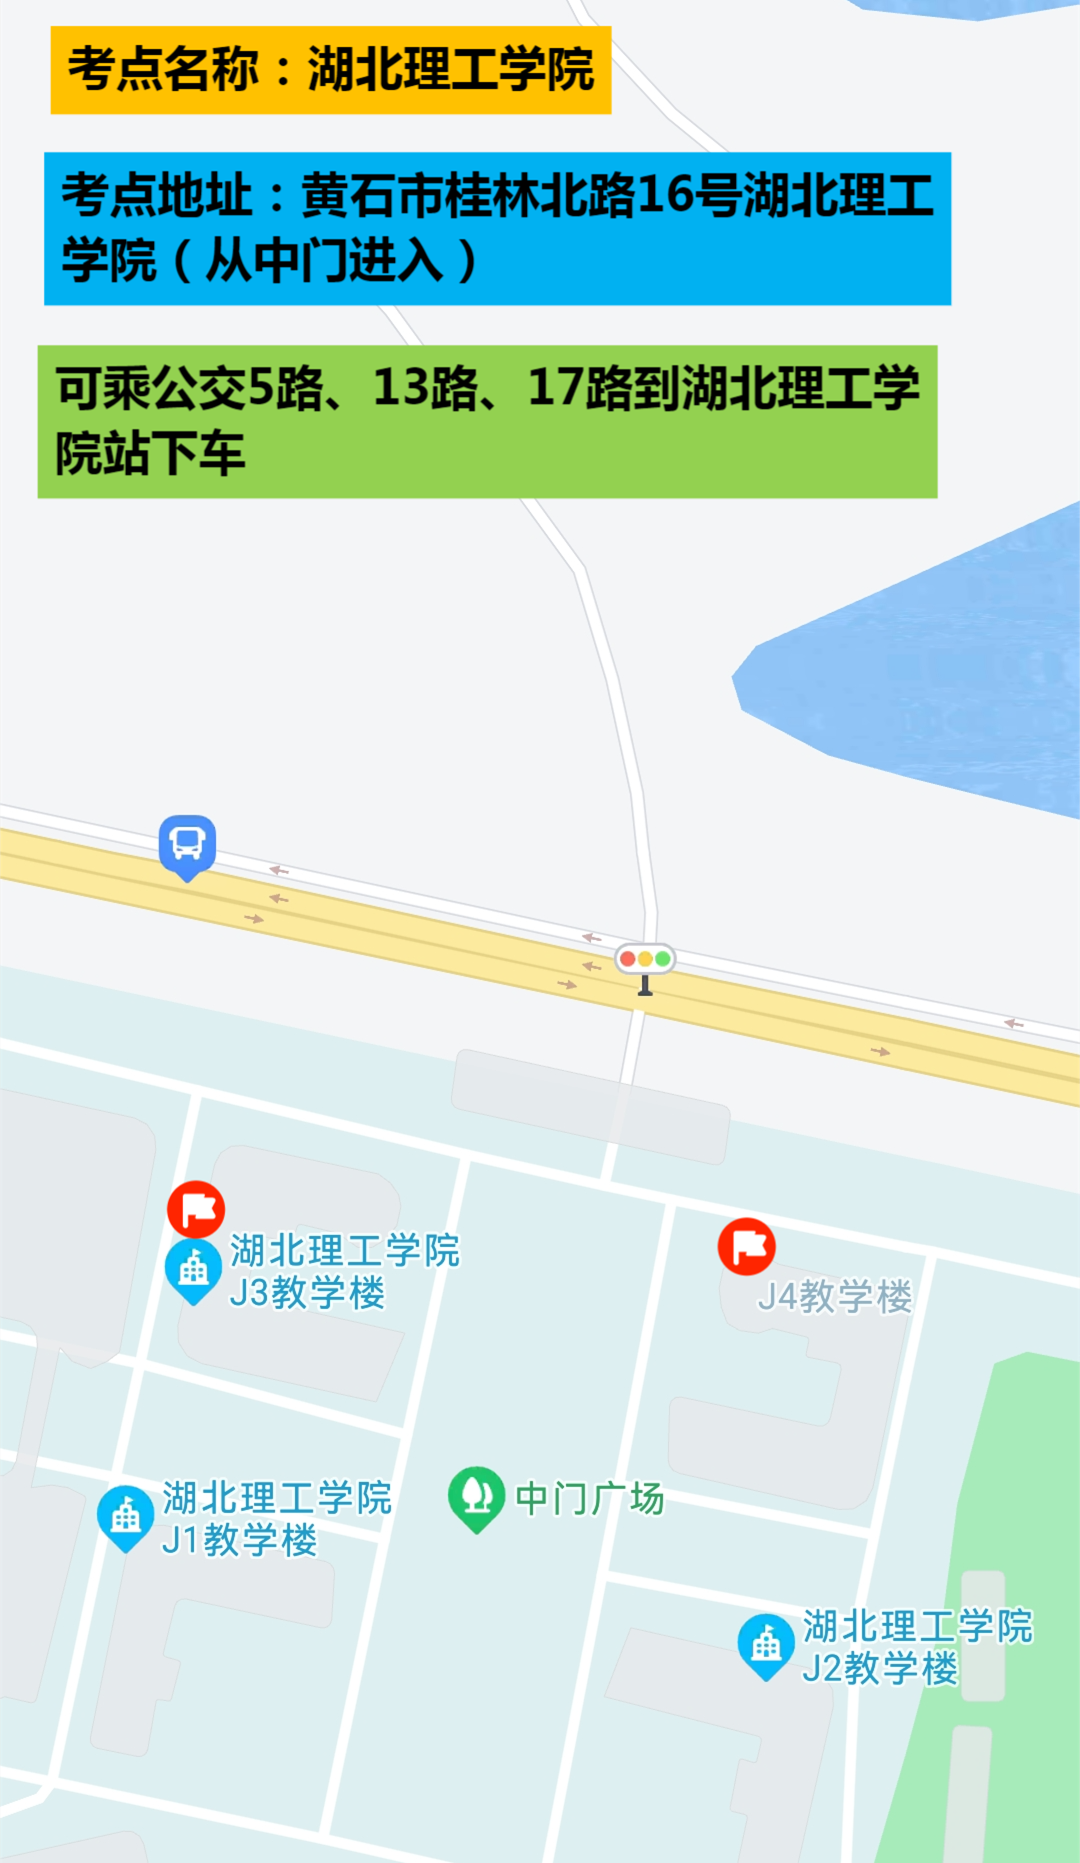 考点名称：湖北理工学院
考点地址：黄石市桂林北路16号湖北理工
学院（从中门进入）
可乘公交5路、13路、17路到湖北理工学
院站下车
湖北理工学院
J3教学楼
J4教学楼
湖北理工学院
J1教学楼
中门广场
湖北理工学院
J2教学楼